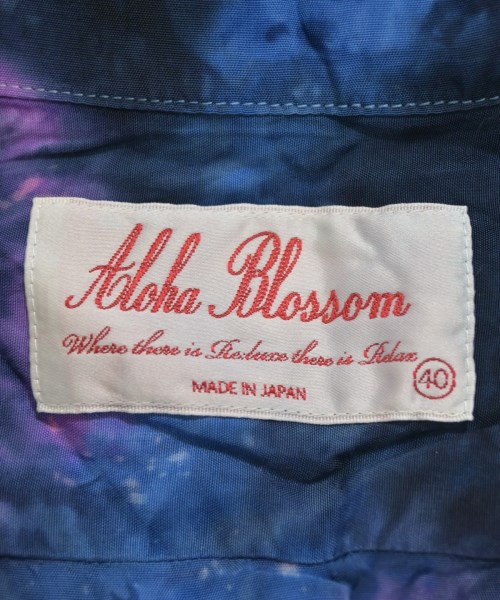 Aloha Blossom
Where there is Re:luxe there is Relax
MADE IN JAPAN
40